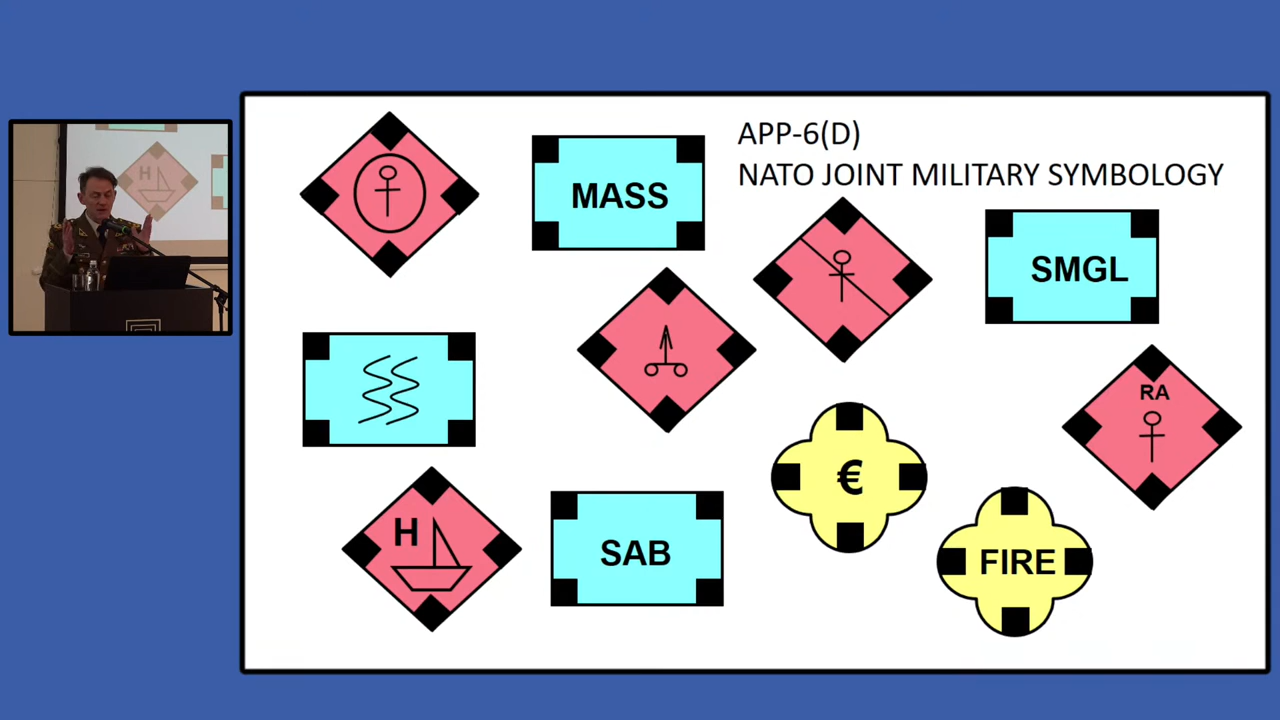 APP-6(D)
NATO JOINT MILITARY SYMBOLOGY
MASS
SMGL
RA
€
H
SAB
FIRE
H